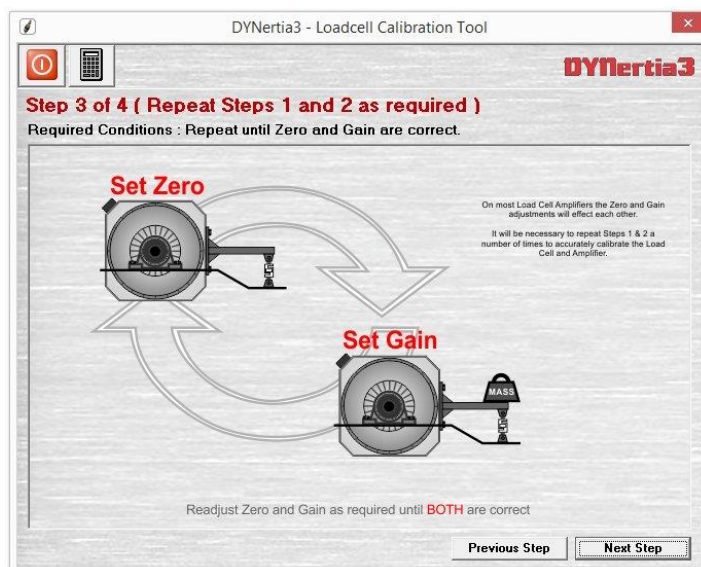 DYNertia3 - Loadcell Calibration Tool
DYNertia3
Step 3 of 4 ( Repeat Steps 1 and 2 as required )
Required Conditions : Repeat until Zero and Gain are correct.
Set Zero
On most Load Cell Amplifiers the Zero and Gain
adjustments will effect each other.
It will be necessary to repeat Steps 1 & 2 a
number of times to accurately calibrate the Load
Cell and Amplifier.
Set Gain
MASS
Readjust Zero and Gain as required until BOTH are correct
Previous Step
Next Step